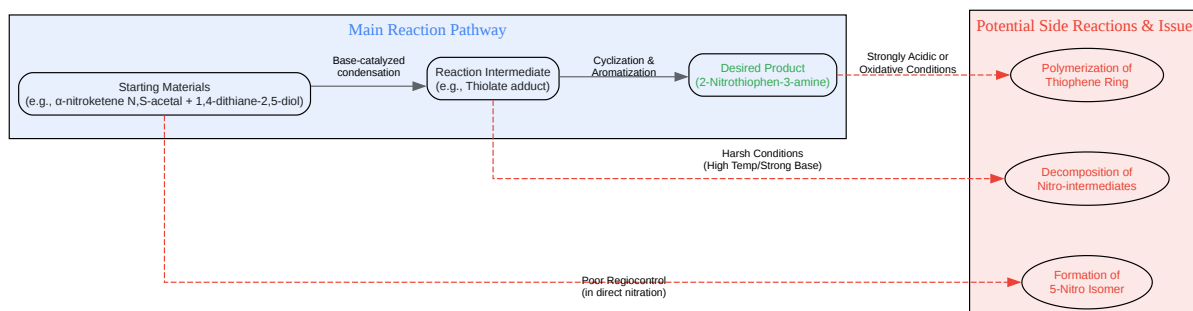 Main Reaction Pathway
Potential Side Reactions & Issue
Base-catalyzed
condensation
Cyclization &
Aromatization
Strongly Acidic or
Oxidative Conditions
Starting Materials
(e.g., α-nitroketene N,S-acetal + 1,4-dithiane-2,5-diol)
Reaction Intermediate
(e.g., Thiolate adduct)
Desired Product
(2-Nitrothiophen-3-amine)
Polymerization of
Thiophene Ring
Harsh Conditions
(High Temp/Strong Base)
Decomposition of
Nitro-intermediates
Poor Regiocontrol
(in direct nitration)
Formation of
5-Nitro Isomer